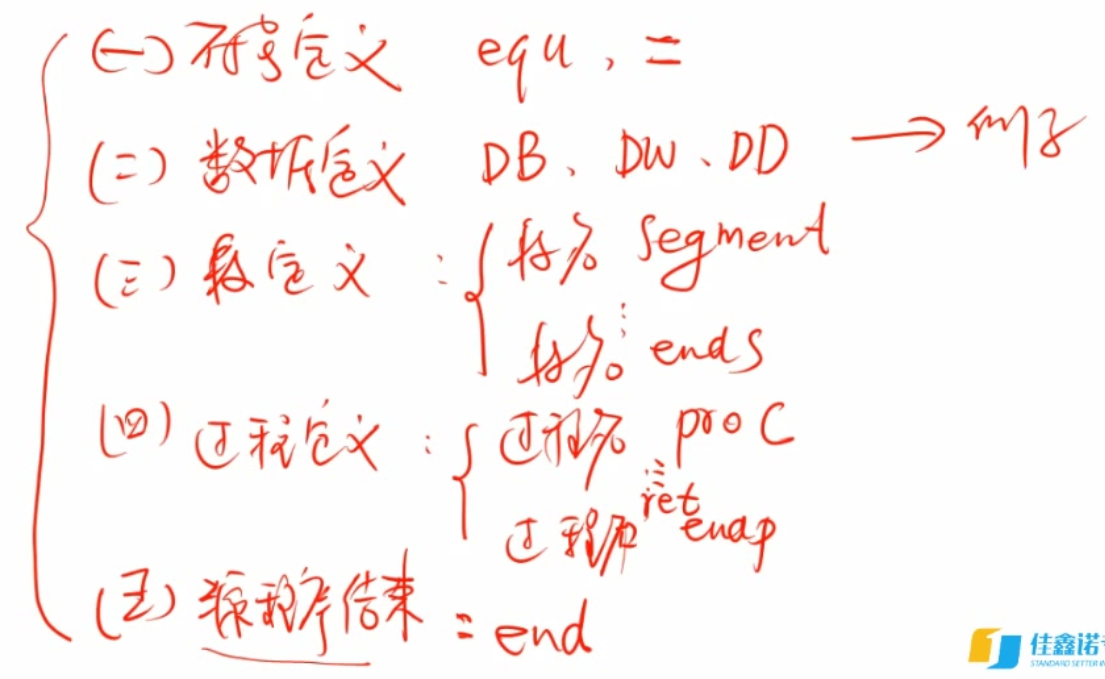 (一) 符号定义 equ、=
(二) 数据定义 DB、DW、DD → 例子
(三) 段定义 : 段名 segment
⋮
段名 ends
(四) 过程定义 : 过程名 proc
⋮
ret
过程名 endp
(五) 源程序结束 : end
佳鑫诺
STANDARD SETTER IN